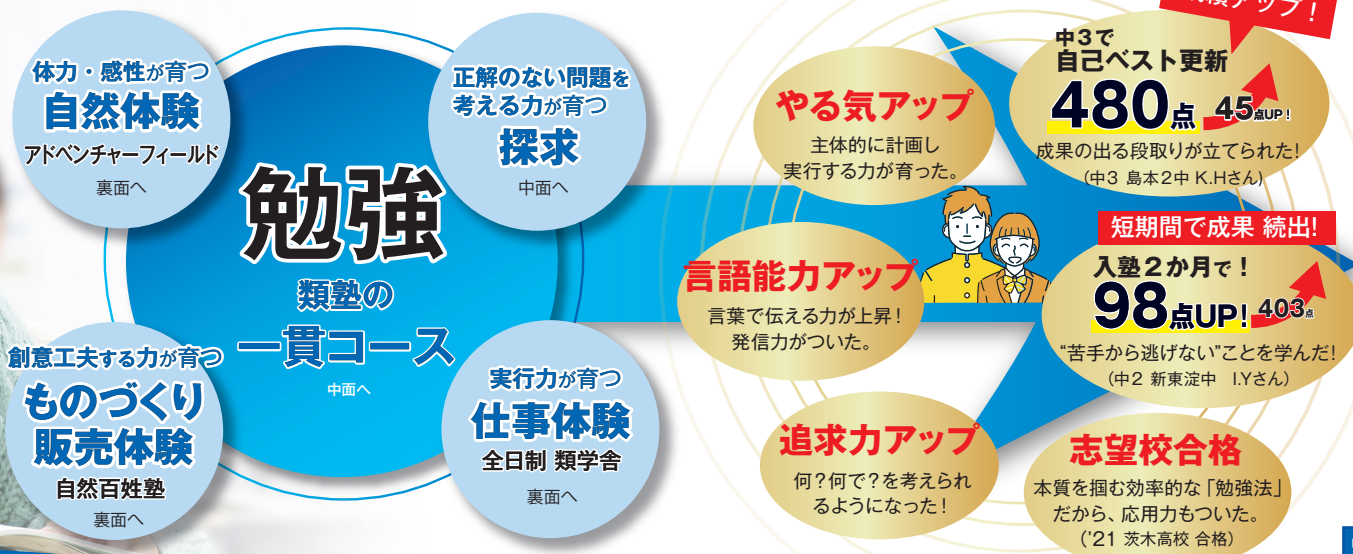 体力・感性が育つ
自然体験
アドベンチャーフィールド
裏面へ
正解のない問題を
考える力が育つ
探求
中面へ
勉強
類塾の
一貫コース
中面へ
創意工夫する力が育つ
ものづくり
販売体験
自然百姓塾
裏面へ
実行力が育つ
仕事体験
全日制 類学舎
裏面へ
やる気アップ
主体的に計画し
実行する力が育った。
言語能力アップ
言葉で伝える力が上昇！
発信力がついた。
追求力アップ
何？何で？を考えられ
るようになった！
アップ！
中３で
自己ベスト更新
480点 45点UP！
成果の出る段取りが立てられた！
（中3 島本２中 K.Hさん）
短期間で成果 続出！
入塾２か月で！
98点UP！ 403点
“苦手から逃げない”ことを学んだ！
（中２ 新東淀中 I.Yさん）
志望校合格
本質を掴む効率的な「勉強法」
だから、応用力もついた。
（’21 茨木高校 合格）